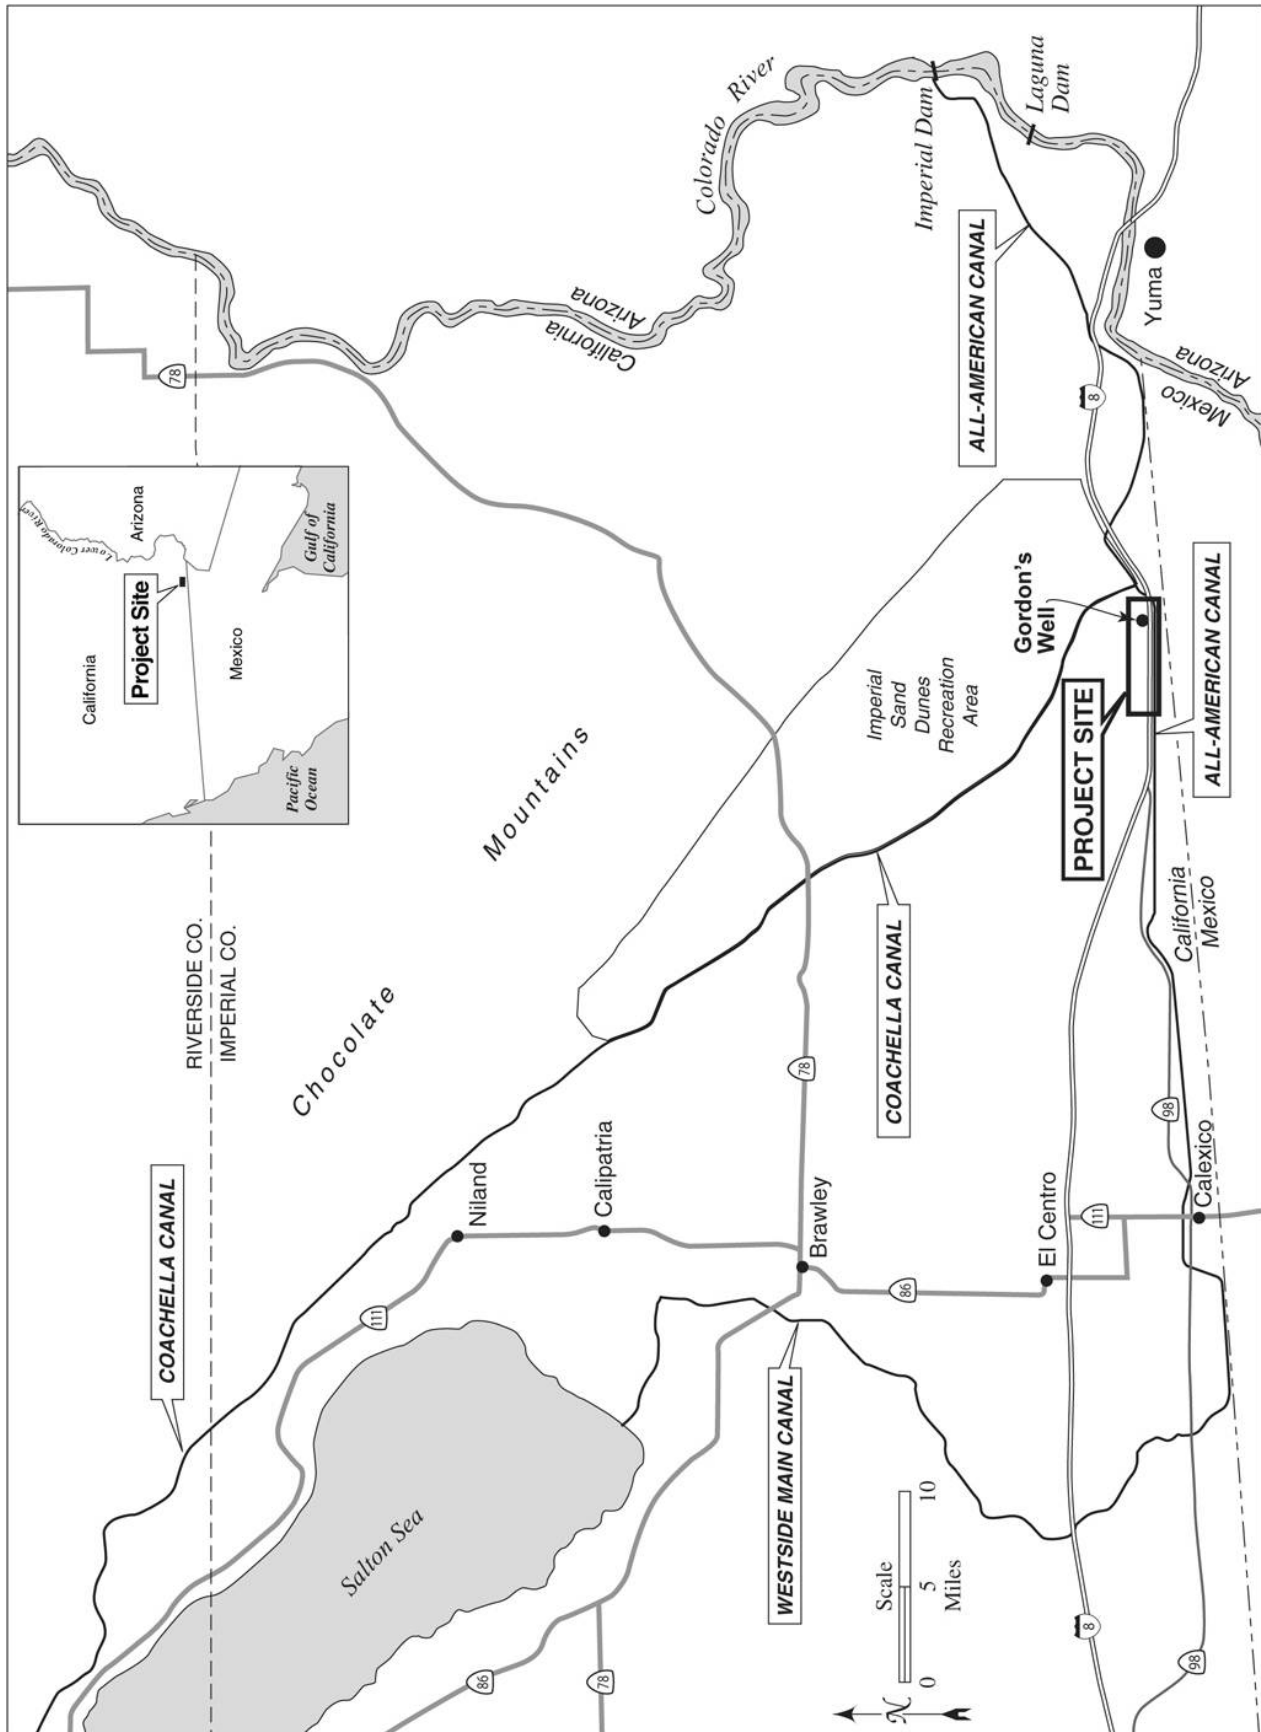 Colorado River
Imperial Dam
Laguna
Dam
Arizona
California
78
Lower Colorado River
Arizona
California
Project Site
Mexico
Gulf of
California
Pacific
Ocean
ALL-AMERICAN CANAL
Yuma
8
Arizona
Mexico
Imperial
Sand
Dunes
Recreation
Area
Gordon's
Well
PROJECT SITE
ALL-AMERICAN CANAL
Chocolate Mountains
RIVERSIDE CO.
IMPERIAL CO.
COACHELLA CANAL
California
Mexico
78
98
COACHELLA CANAL
Niland
Calipatria
Brawley
El Centro
Calexico
111
111
86
WESTSIDE MAIN CANAL
Salton Sea
86
78
8
98
Scale
0 5 10
Miles
N